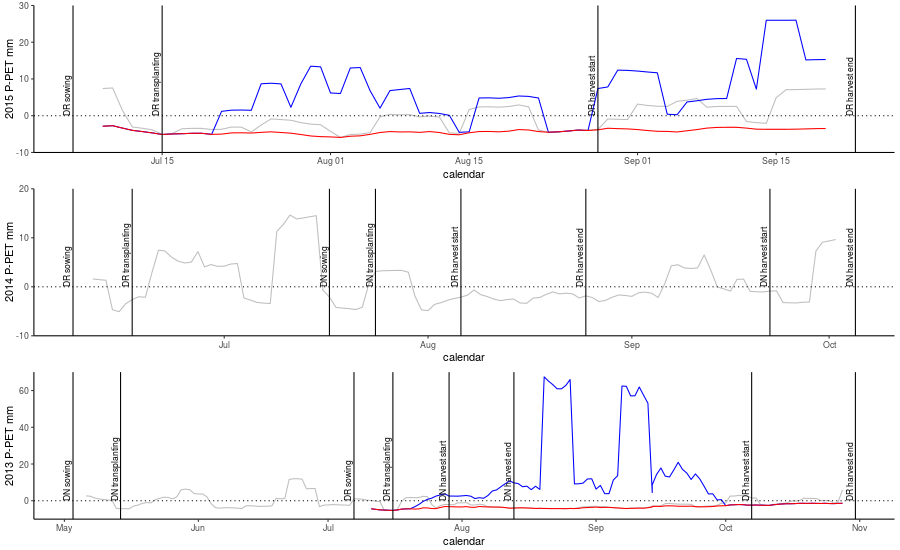 2015 P-PET mm
30
20
10
0
-10
DR sowing
DR transplanting
DR harvest start
DR harvest end
Jul 15
Aug 01
Aug 15
Sep 01
Sep 15
calendar
2014 P-PET mm
20
10
0
-10
DR sowing
DR transplanting
DN sowing
DN transplanting
DR harvest start
DR harvest end
DN harvest start
DN harvest end
Jul
Aug
Sep
Oct
calendar
2013 P-PET mm
60
40
20
0
DN sowing
DN transplanting
DR sowing
DR transplanting
DN harvest start
DN harvest end
DR harvest start
DR harvest end
May
Jun
Jul
Aug
Sep
Oct
Nov
calendar